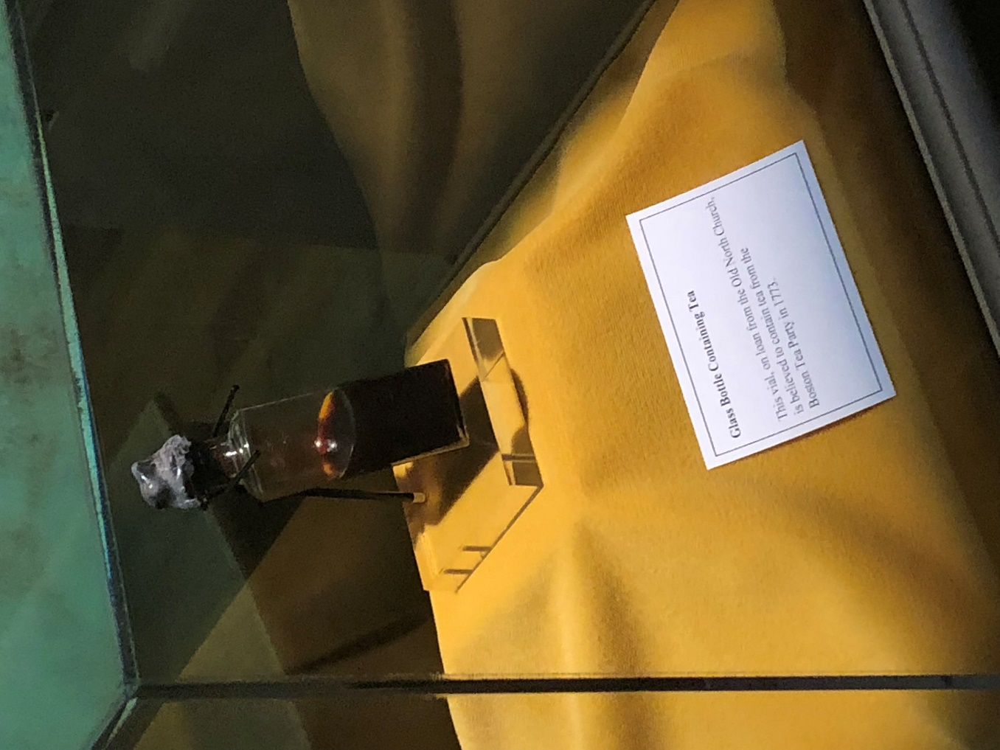 Glass Bottle Containing Tea
This vial, on loan from the Old North Church,
is believed to contain tea from the
Boston Tea Party in 1773.